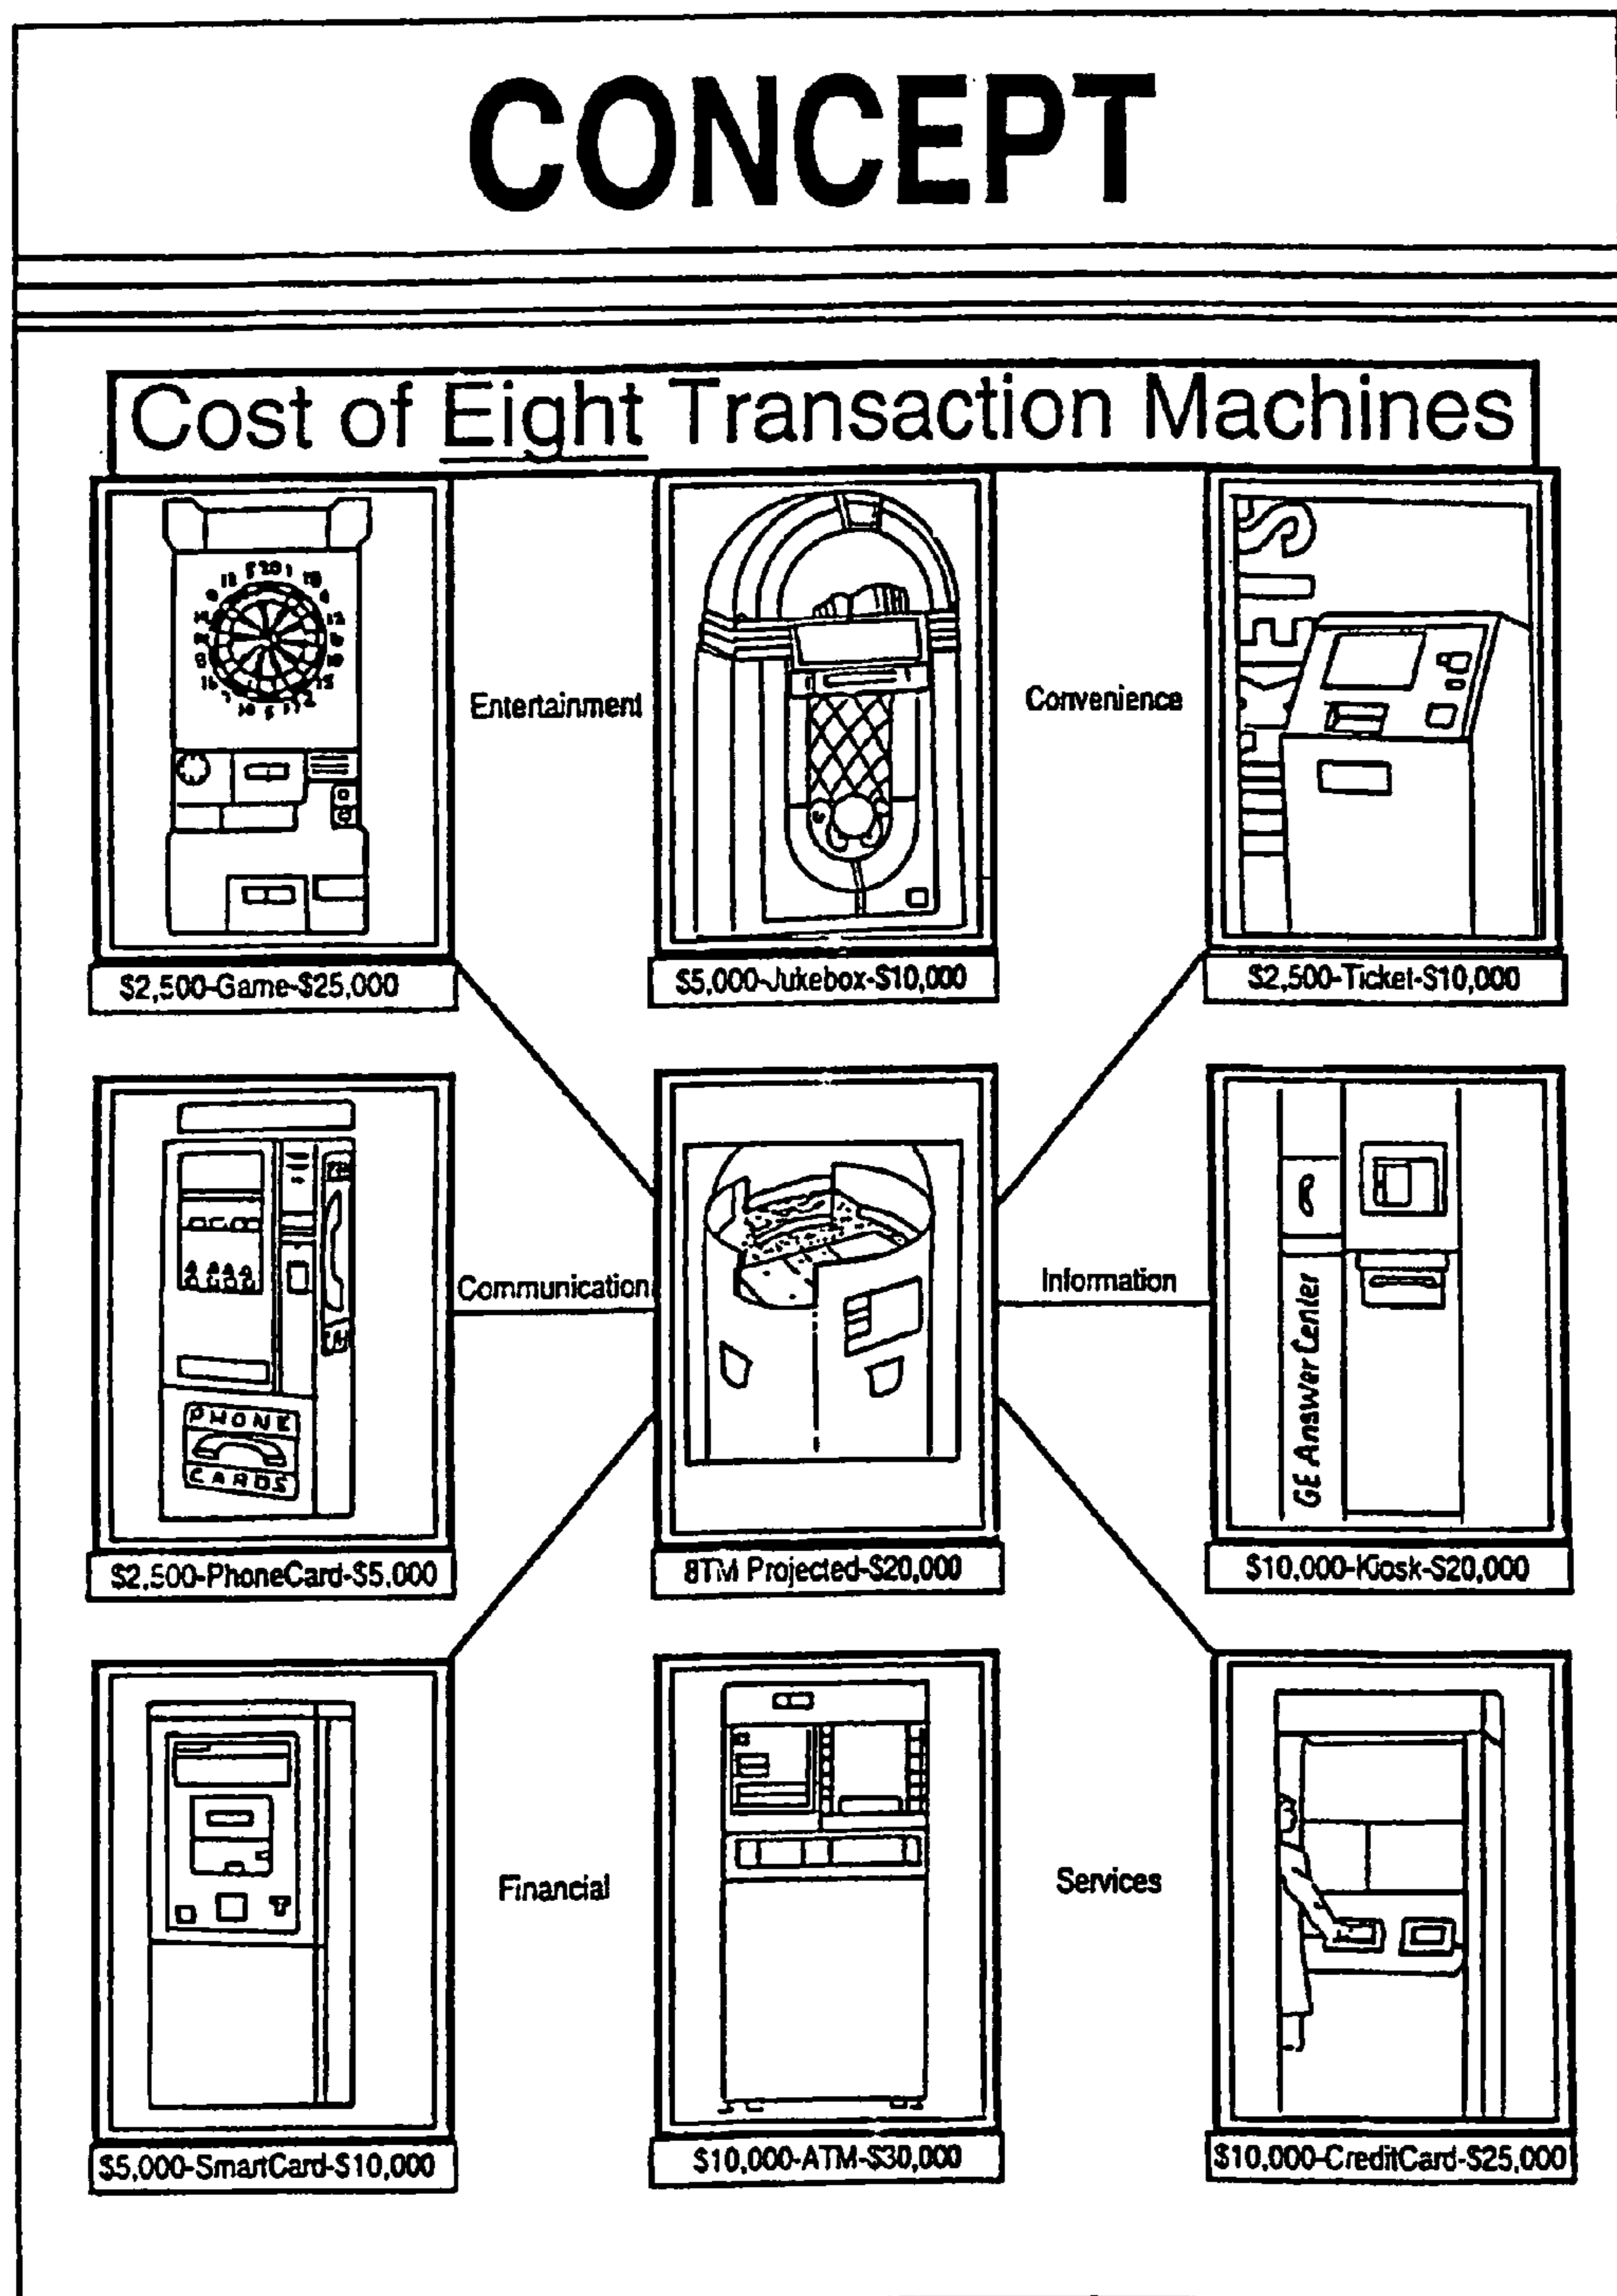 CONCEPT
Cost of Eight Transaction Machines
Entertainment
Convenience
TICKETS
$2,500-Game-$25,000
$5,000-Jukebox-$10,000
$2,500-Ticket-$10,000
PHONE
CARDS
Communication
Information
GE Answer Center
$2,500-PhoneCard-$5,000
8TM Projected-$20,000
$10,000-Kiosk-$20,000
Financial
Services
$5,000-SmartCard-$10,000
$10,000-ATM-$30,000
$10,000-CreditCard-$25,000